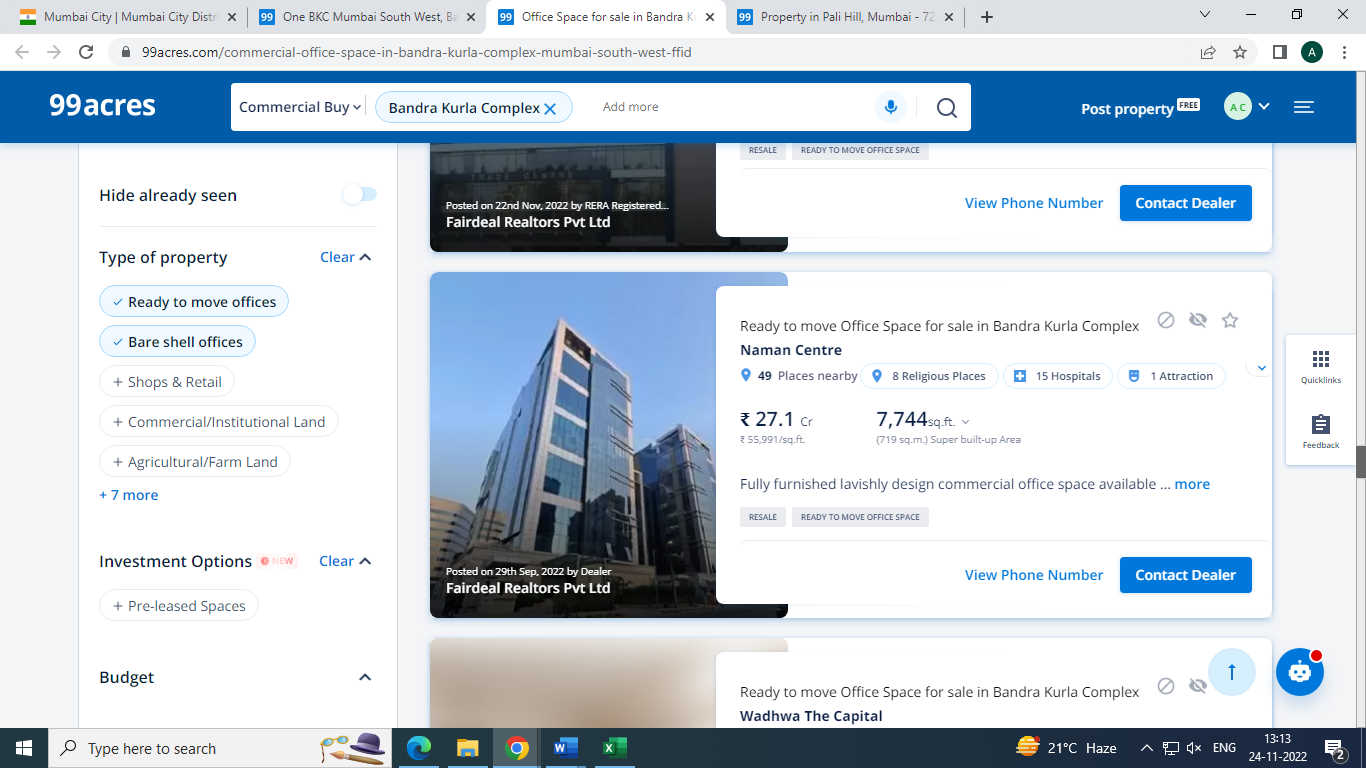 Mumbai City | Mumbai City Distri
One BKC Mumbai South West, Ba
Office Space for sale in Bandra Ku
Property in Pali Hill, Mumbai - 72
99acres.com/commercial-office-space-in-bandra-kurla-complex-mumbai-south-west-ffid
A
99acres
Commercial Buy
Bandra Kurla Complex
Add more
Post property FREE
A C
Hide already seen
Type of property
Clear
Ready to move offices
Bare shell offices
+ Shops & Retail
+ Commercial/Institutional Land
+ Agricultural/Farm Land
+ 7 more
Investment Options NEW
Clear
+ Pre-leased Spaces
Budget
TRADE CENTRE
Posted on 22nd Nov, 2022 by RERA Registered...
Fairdeal Realtors Pvt Ltd
RESALE
READY TO MOVE OFFICE SPACE
View Phone Number
Contact Dealer
Posted on 29th Sep, 2022 by Dealer
Fairdeal Realtors Pvt Ltd
Ready to move Office Space for sale in Bandra Kurla Complex
Naman Centre
49 Places nearby
8 Religious Places
15 Hospitals
1 Attraction
₹ 27.1 Cr
₹ 55,991/sq.ft.
7,744sq.ft.
(719 sq.m.) Super built-up Area
Fully furnished lavishly design commercial office space available ... more
RESALE
READY TO MOVE OFFICE SPACE
View Phone Number
Contact Dealer
Ready to move Office Space for sale in Bandra Kurla Complex
Wadhwa The Capital
Quicklinks
Feedback
Type here to search
21°C Haze
ENG
13:13
24-11-2022
2